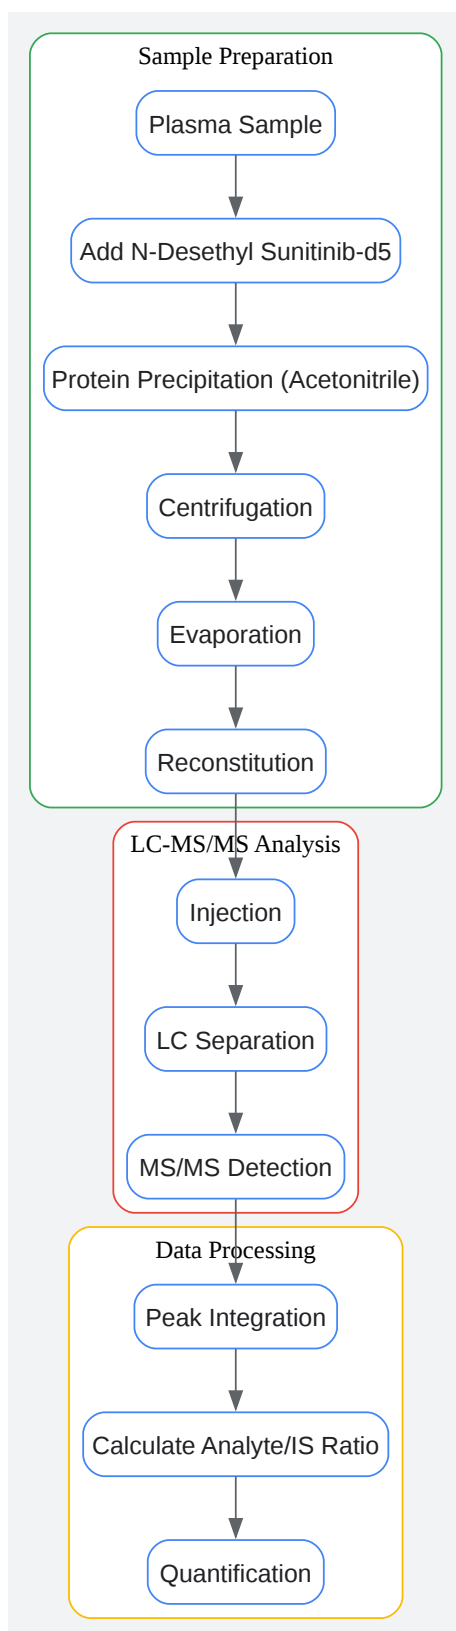 Sample Preparation
Plasma Sample
Add N-Desethyl Sunitinib-d5
Protein Precipitation (Acetonitrile)
Centrifugation
Evaporation
Reconstitution
LC-MS/MS Analysis
Injection
LC Separation
MS/MS Detection
Data Processing
Peak Integration
Calculate Analyte/IS Ratio
Quantification